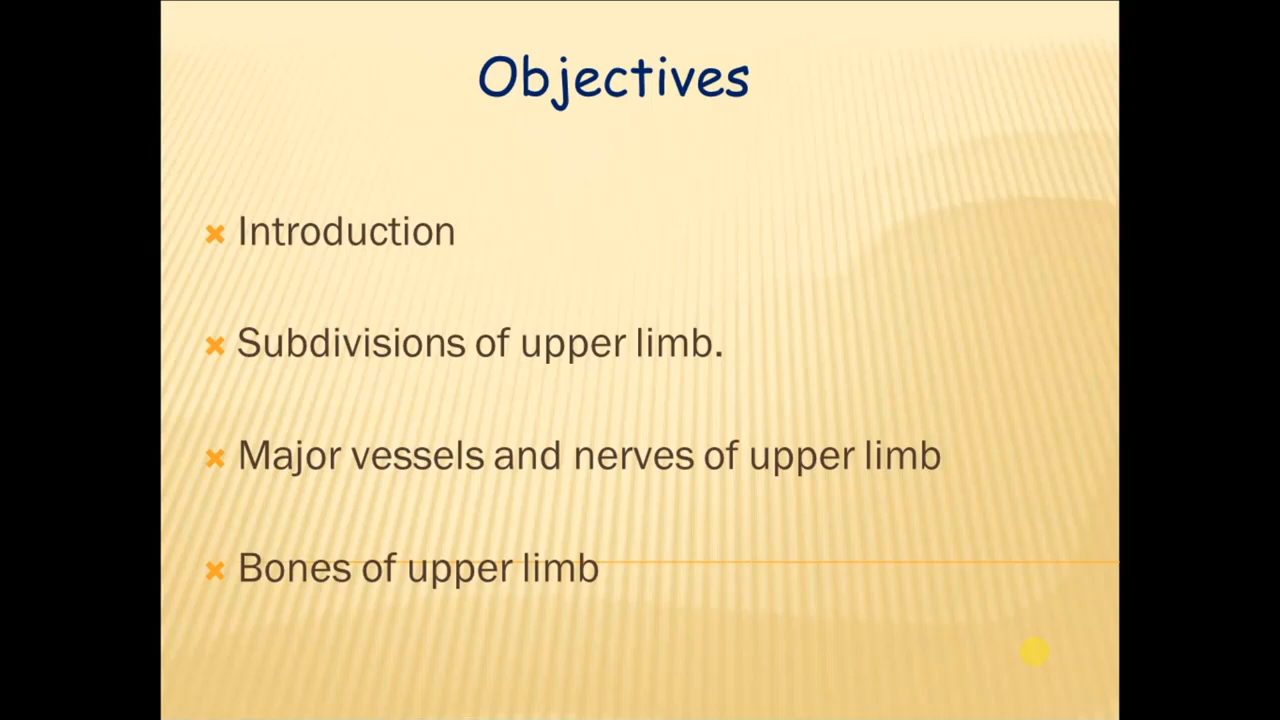 Objectives
Introduction
Subdivisions of upper limb.
Major vessels and nerves of upper limb
Bones of upper limb